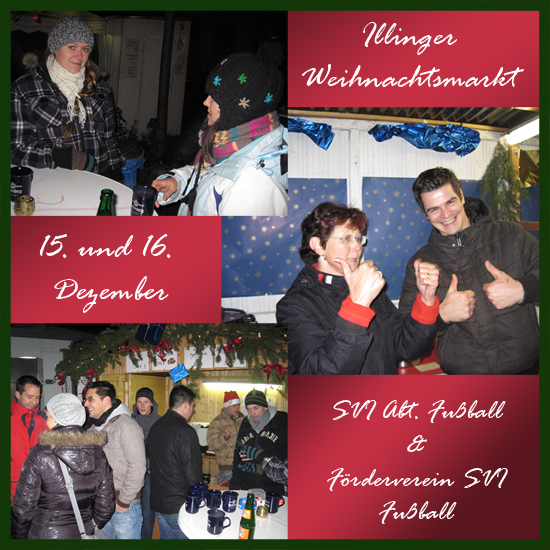 Illinger
Weihnachtsmarkt
15. und 16.
Dezember
SVI Abt. Fußball
&
Förderverein SVI
Fußball